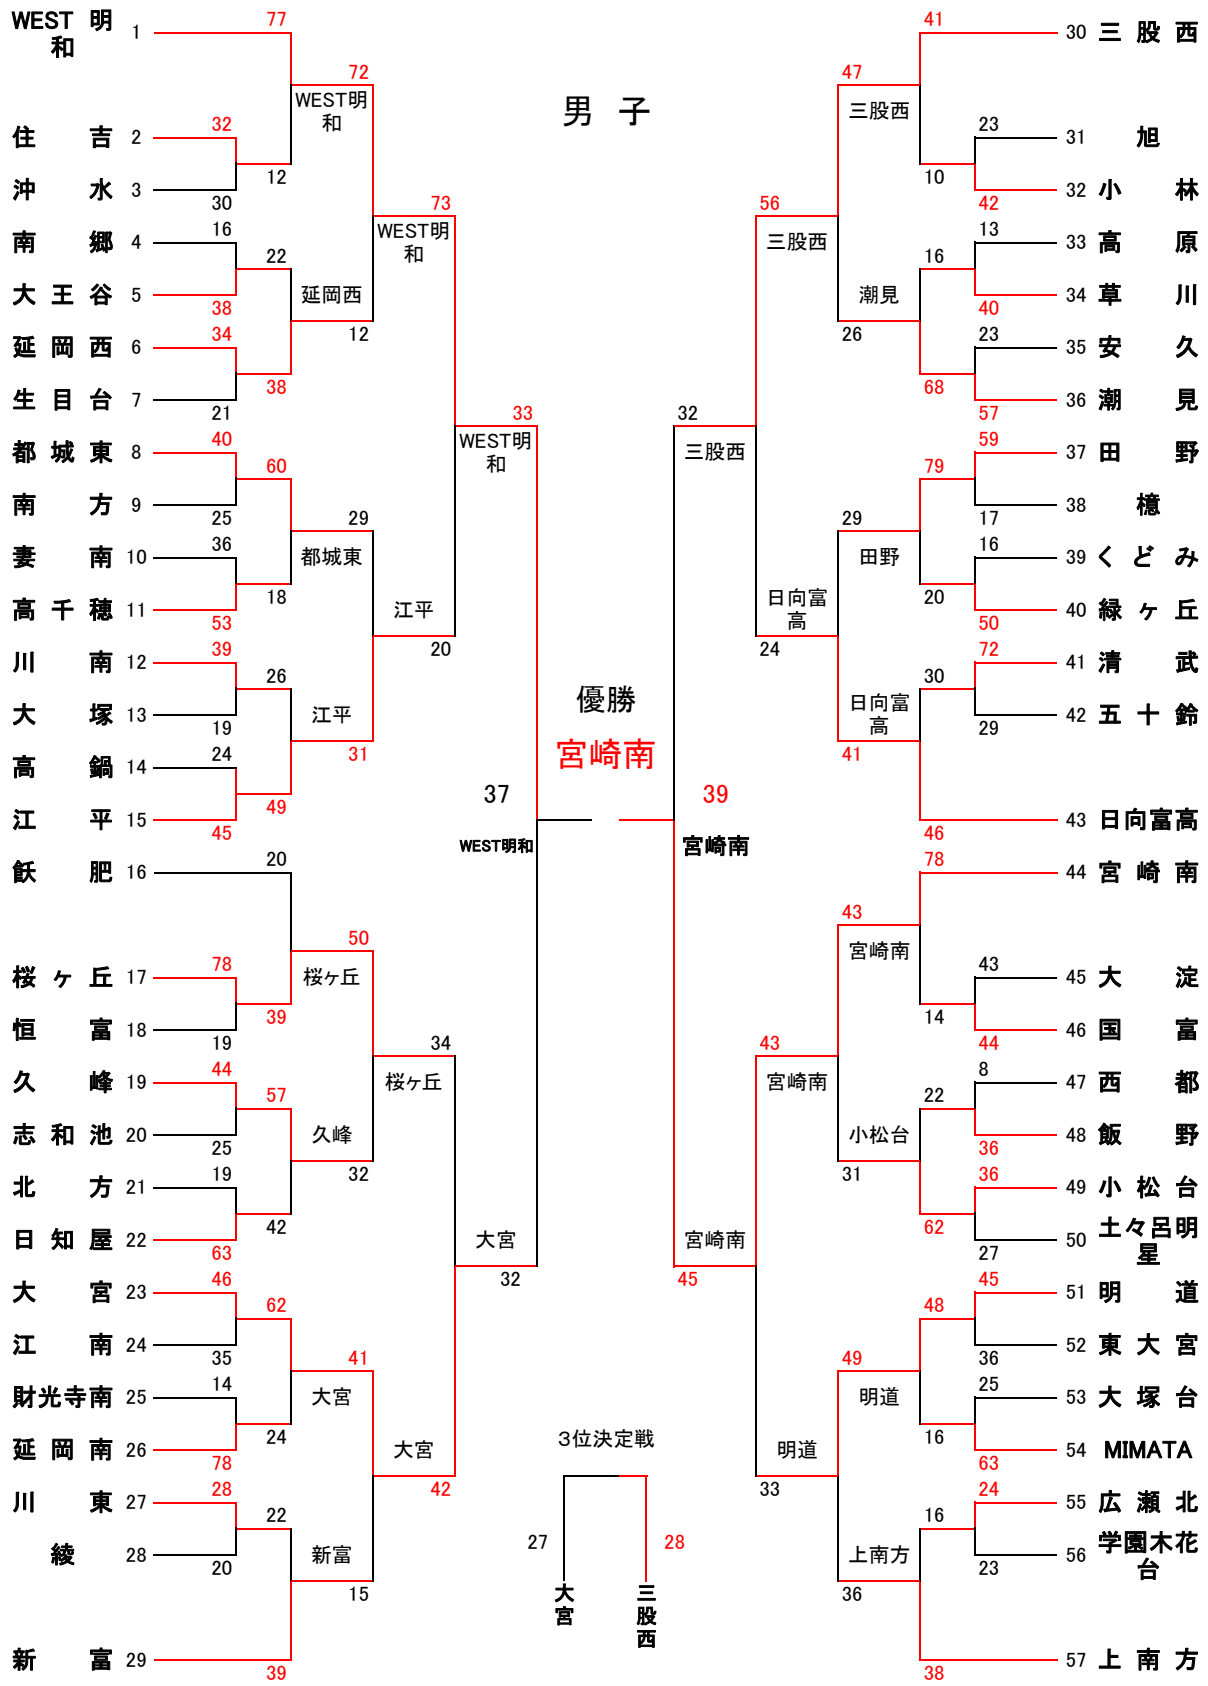 男子
WEST明和 1
住吉 2
沖水 3
南郷 4
大王谷 5
延岡西 6
生目台 7
都城東 8
南方 9
妻南 10
高千穂 11
川南 12
大塚 13
高鍋 14
江平 15
飫肥 16
桜ヶ丘 17
恒富 18
久峰 19
志和池 20
北方 21
日知屋 22
大宮 23
江南 24
財光寺南 25
延岡南 26
川東 27
綾 28
新富 29
77
32
12
30
16
22
38
34
38
21
40
60
25
36
18
53
39
26
19
24
49
45
20
78
39
19
44
57
25
19
42
63
46
62
35
14
24
78
28
22
20
39
72
WEST明和
延岡西
12
29
都城東
江平
31
50
桜ヶ丘
久峰
32
41
大宮
新富
15
73
WEST明和
江平
20
34
桜ヶ丘
大宮
42
33
WEST明和
大宮
32
優勝
宮崎南
37
WEST明和
39
宮崎南
3位決定戦
27
28
大宮
三股西
32
三股西
宮崎南
45
56
三股西
日向富高
24
43
宮崎南
明道
33
47
三股西
潮見
26
29
田野
日向富高
41
43
宮崎南
小松台
31
49
明道
上南方
36
41
23
10
42
13
16
40
23
68
57
59
79
17
16
20
50
72
30
29
46
78
43
14
44
8
22
36
36
62
27
45
48
36
25
16
63
24
16
23
38
30 三股西
31 旭
32 小林
33 高原
34 草川
35 安久
36 潮見
37 田野
38 檍
39 くどみ
40 緑ヶ丘
41 清武
42 五十鈴
43 日向富高
44 宮崎南
45 大淀
46 国富
47 西都
48 飯野
49 小松台
50 土々呂明星
51 明道
52 東大宮
53 大塚台
54 MIMATA
55 広瀬北
56 学園木花台
57 上南方